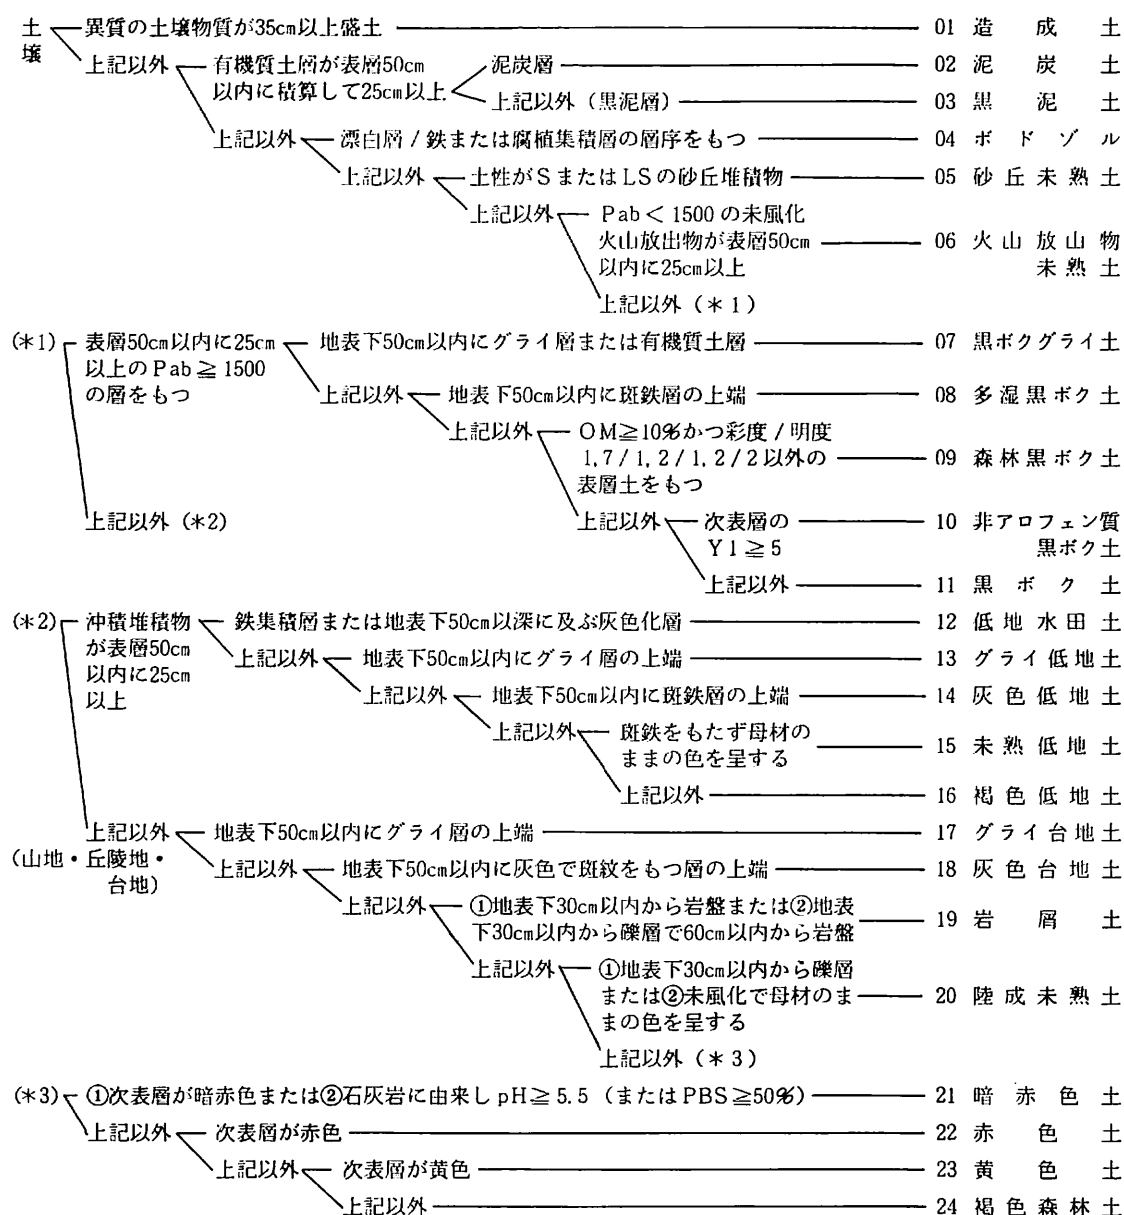 土壌 異質の土壌物質が35cm以上盛土 01 造成土
上記以外 有機質土層が表層50cm以内に積算して25cm以上 泥炭層 02 泥炭土
上記以外（黒泥層） 03 黒泥土
上記以外 漂白層/鉄または腐植集積層の層序をもつ 04 ポドゾル
上記以外 土性がSまたはLSの砂丘堆積物 05 砂丘未熟土
上記以外 Pab＜1500の未風化
火山放出物が表層50cm 06 火山放出物
以内に25cm以上 未熟土
上記以外（＊1）
(＊1) 表層50cm以内に25cm 地表下50cm以内にグライ層または有機質土層 07 黒ボクグライ土
以上のPab≧1500
の層をもつ 上記以外 地表下50cm以内に斑鉄層の上端 08 多湿黒ボク土
上記以外 OM≧10%かつ彩度/明度
1.7/1, 2/1, 2/2以外の 09 森林黒ボク土
表層土をもつ
上記以外（＊2） 上記以外 次表層の 10 非アロフェン質
Y1≧5 黒ボク土
上記以外 11 黒ボク土
(＊2) 沖積堆積物 鉄集積層または地表下50cm以深に及ぶ灰色化層 12 低地水田土
が表層50cm
以内に25cm 上記以外 地表下50cm以内にグライ層の上端 13 グライ低地土
以上 上記以外 地表下50cm以内に斑鉄層の上端 14 灰色低地土
上記以外 斑鉄をもたず母材の
ままの色を呈する 15 未熟低地土
上記以外 16 褐色低地土
上記以外 地表下50cm以内にグライ層の上端 17 グライ台地土
(山地・丘陵地・
台地) 上記以外 地表下50cm以内に灰色で斑紋をもつ層の上端 18 灰色台地土
上記以外 ①地表下30cm以内から岩盤または②地表
下30cm以内から礫層で60cm以内から岩盤 19 岩屑土
上記以外 ①地表下30cm以内から礫層
または②未風化で母材のま 20 陸成未熟土
まの色を呈する
上記以外（＊3）
(＊3) ①次表層が暗赤色または②石灰岩に由来しpH≧5.5（またはPBS≧50%） 21 暗赤色土
上記以外 次表層が赤色 22 赤色土
上記以外 次表層が黄色 23 黄色土
上記以外 24 褐色森林土